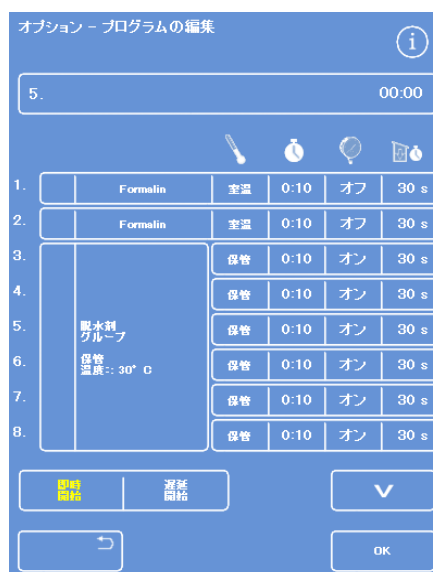 オプション - プログラムの編集
i
5. 00:00
1. Formalin 室温 0:10 オフ 30 s
2. Formalin 室温 0:10 オフ 30 s
3. 保管 0:10 オン 30 s
4. 保管 0:10 オン 30 s
5. 脱水剤 保管 0:10 オン 30 s
グループ
6. 保管 保管 0:10 オン 30 s
温度:: 30° C
7. 保管 0:10 オン 30 s
8. 保管 0:10 オン 30 s
即時 遅延
開始 開始
OK